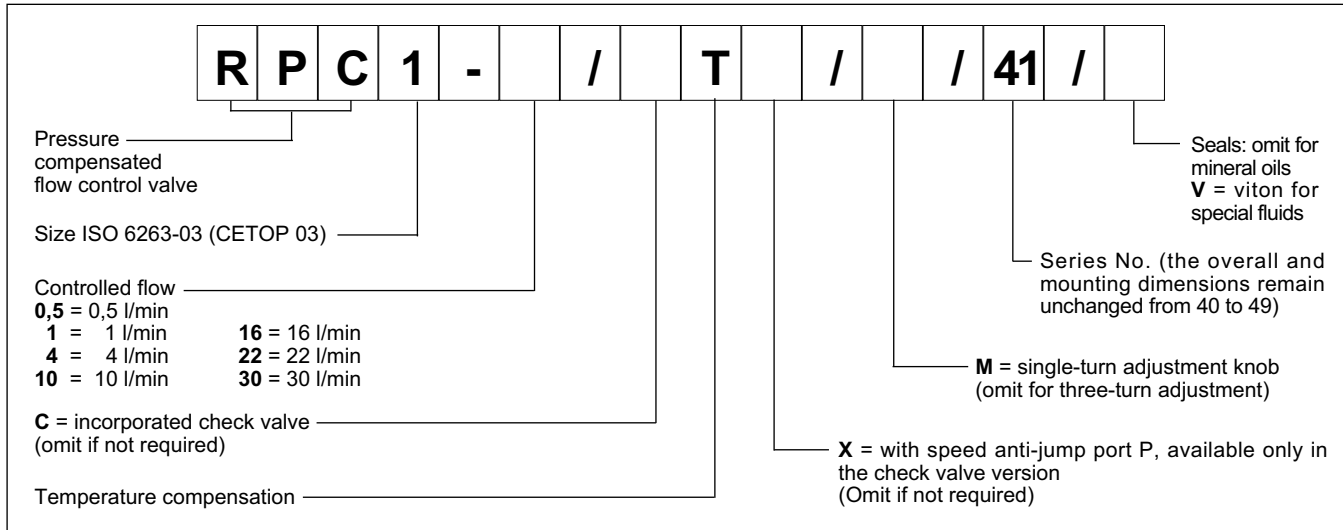 R P C 1 - / T / / 41 /
Pressure
compensated
flow control valve
Size ISO 6263-03 (CETOP 03)
Controlled flow
0,5 = 0,5 l/min
1 = 1 l/min
4 = 4 l/min
10 = 10 l/min
16 = 16 l/min
22 = 22 l/min
30 = 30 l/min
C = incorporated check valve
(omit if not required)
Temperature compensation
Seals: omit for
mineral oils
V = viton for
special fluids
Series No. (the overall and
mounting dimensions remain
unchanged from 40 to 49)
M = single-turn adjustment knob
(omit for three-turn adjustment)
X = with speed anti-jump port P, available only in
the check valve version
(Omit if not required)